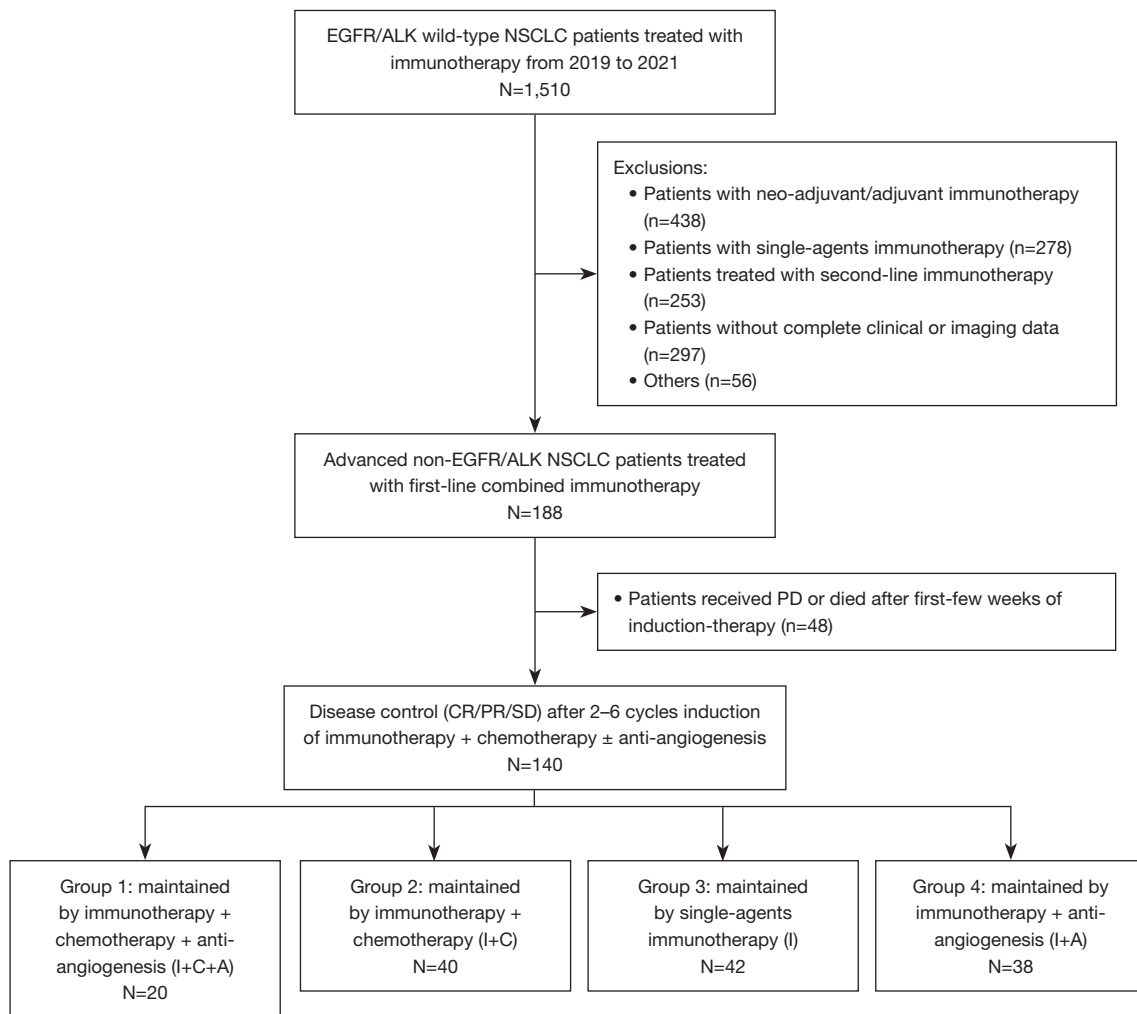 EGFR/ALK wild-type NSCLC patients treated with
immunotherapy from 2019 to 2021
N=1,510
Exclusions:
• Patients with neo-adjuvant/adjuvant immunotherapy
(n=438)
• Patients with single-agents immunotherapy (n=278)
• Patients treated with second-line immunotherapy
(n=253)
• Patients without complete clinical or imaging data
(n=297)
• Others (n=56)
Advanced non-EGFR/ALK NSCLC patients treated
with first-line combined immunotherapy
N=188
• Patients received PD or died after first-few weeks of
induction-therapy (n=48)
Disease control (CR/PR/SD) after 2–6 cycles induction
of immunotherapy + chemotherapy ± anti-angiogenesis
N=140
Group 1: maintained
by immunotherapy +
chemotherapy + anti-
angiogenesis (I+C+A)
N=20
Group 2: maintained
by immunotherapy +
chemotherapy (I+C)
N=40
Group 3: maintained
by single-agents
immunotherapy (I)
N=42
Group 4: maintained by
immunotherapy + anti-
angiogenesis (I+A)
N=38